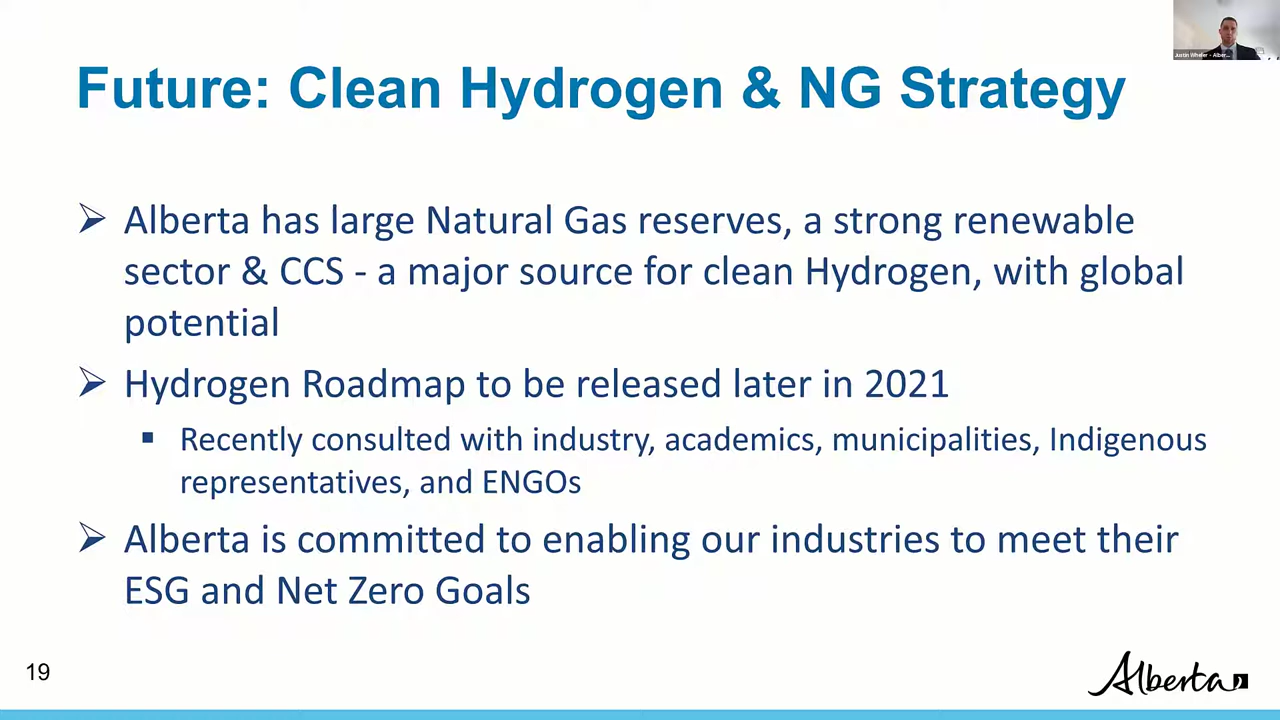 Justin Wheler - Alber...
Future: Clean Hydrogen & NG Strategy
Alberta has large Natural Gas reserves, a strong renewable
sector & CCS - a major source for clean Hydrogen, with global
potential
Hydrogen Roadmap to be released later in 2021
Recently consulted with industry, academics, municipalities, Indigenous
representatives, and ENGOs
Alberta is committed to enabling our industries to meet their
ESG and Net Zero Goals
19
Alberta